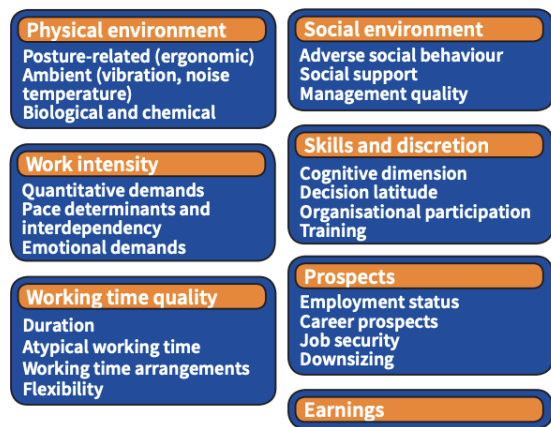 Physical environment
Posture-related (ergonomic)
Ambient (vibration, noise
temperature)
Biological and chemical
Work intensity
Quantitative demands
Pace determinants and
interdependency
Emotional demands
Working time quality
Duration
Atypical working time
Working time arrangements
Flexibility
Social environment
Adverse social behaviour
Social support
Management quality
Skills and discretion
Cognitive dimension
Decision latitude
Organisational participation
Training
Prospects
Employment status
Career prospects
Job security
Downsizing
Earnings